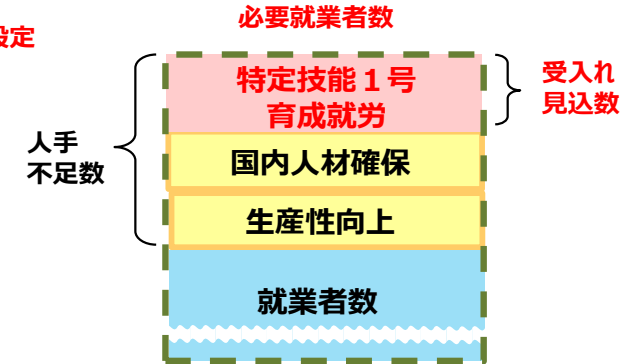 必要就業者数
設定
特定技能１号
育成就労
受入れ
見込数
人手
不足数
国内人材確保
生産性向上
就業者数